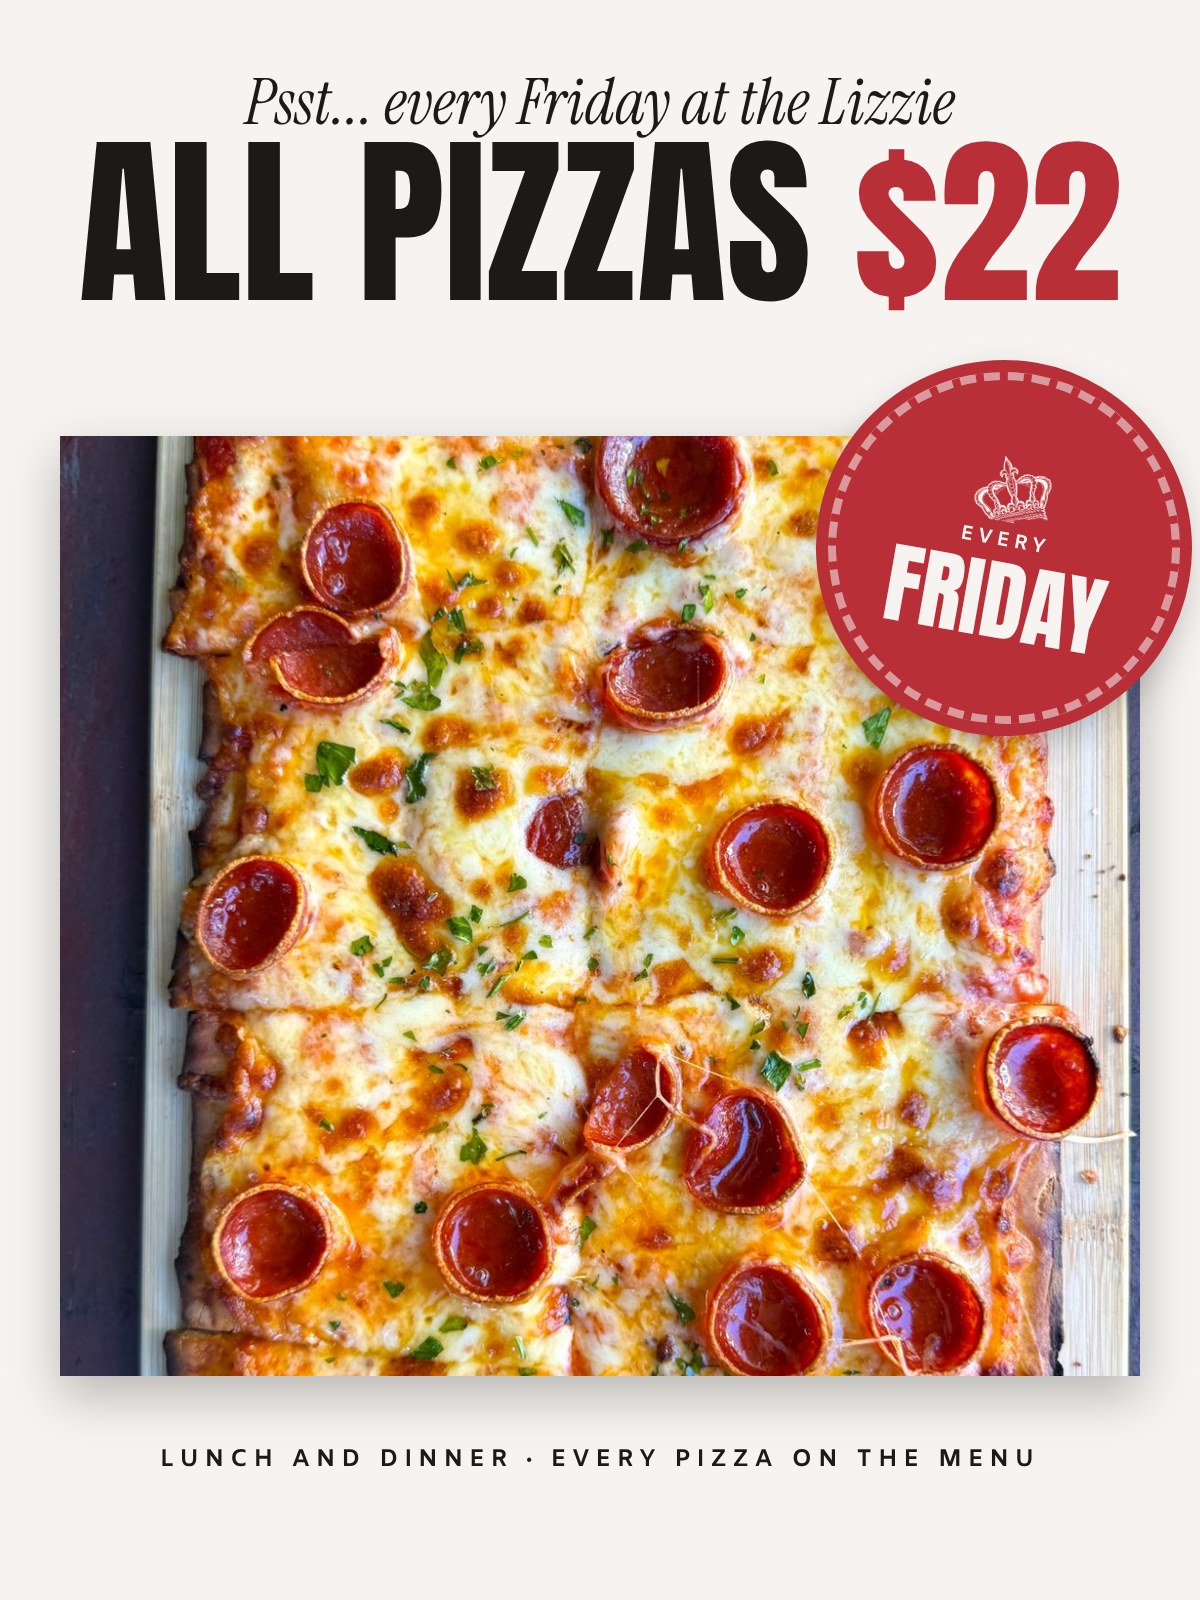 Psst... every Friday at the Lizzie
ALL PIZZAS $22
EVERY
FRIDAY
LUNCH AND DINNER · EVERY PIZZA ON THE MENU